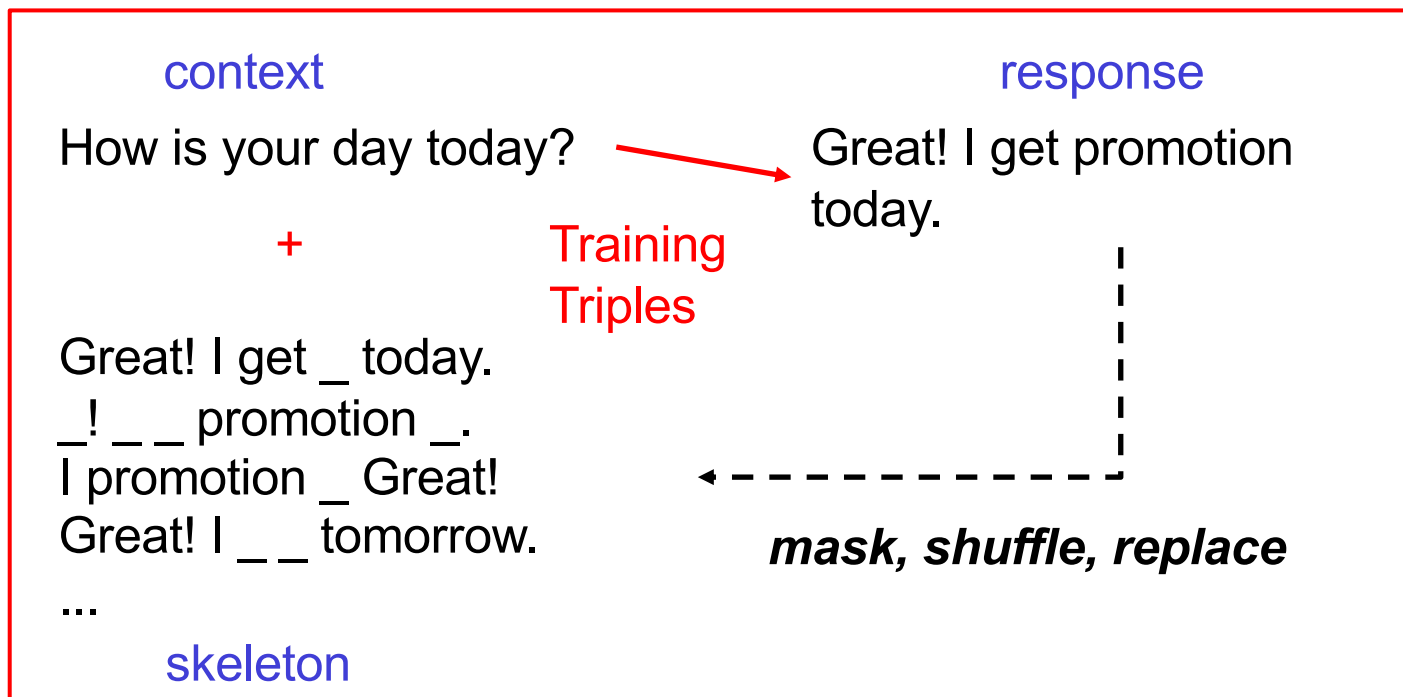 context
response
How is your day today?
Great! I get promotion
today.
+
Training
Triples
Great! I get _ today.
_! _ _ promotion _.
I promotion _ Great!
Great! I _ _ tomorrow.
...
mask, shuffle, replace
skeleton